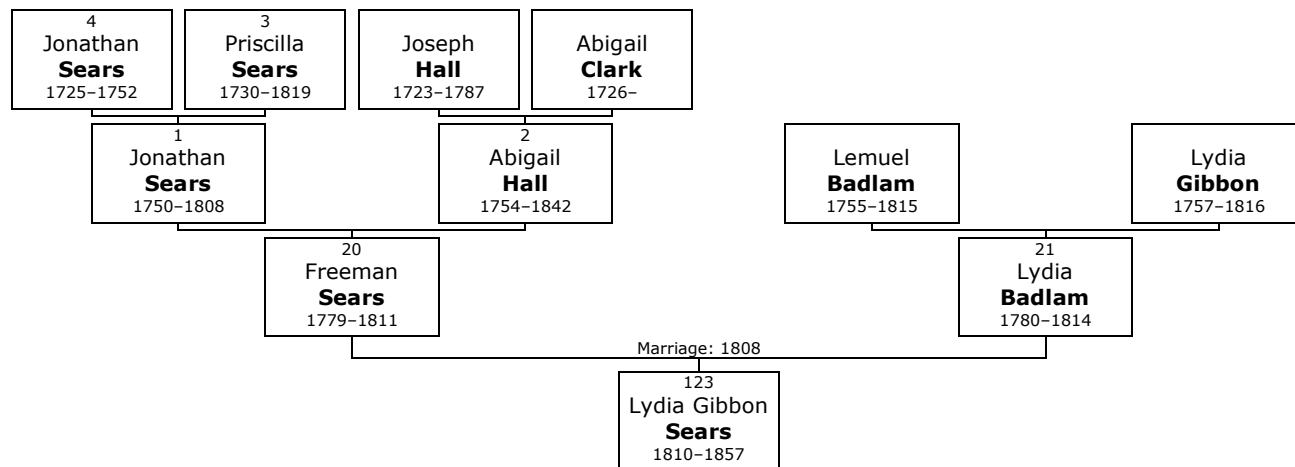 4
Jonathan
Sears
1725–1752
3
Priscilla
Sears
1730–1819
Joseph
Hall
1723–1787
Abigail
Clark
1726–
1
Jonathan
Sears
1750–1808
2
Abigail
Hall
1754–1842
Lemuel
Badlam
1755–1815
Lydia
Gibbon
1757–1816
20
Freeman
Sears
1779–1811
21
Lydia
Badlam
1780–1814
Marriage: 1808
123
Lydia Gibbon
Sears
1810–1857